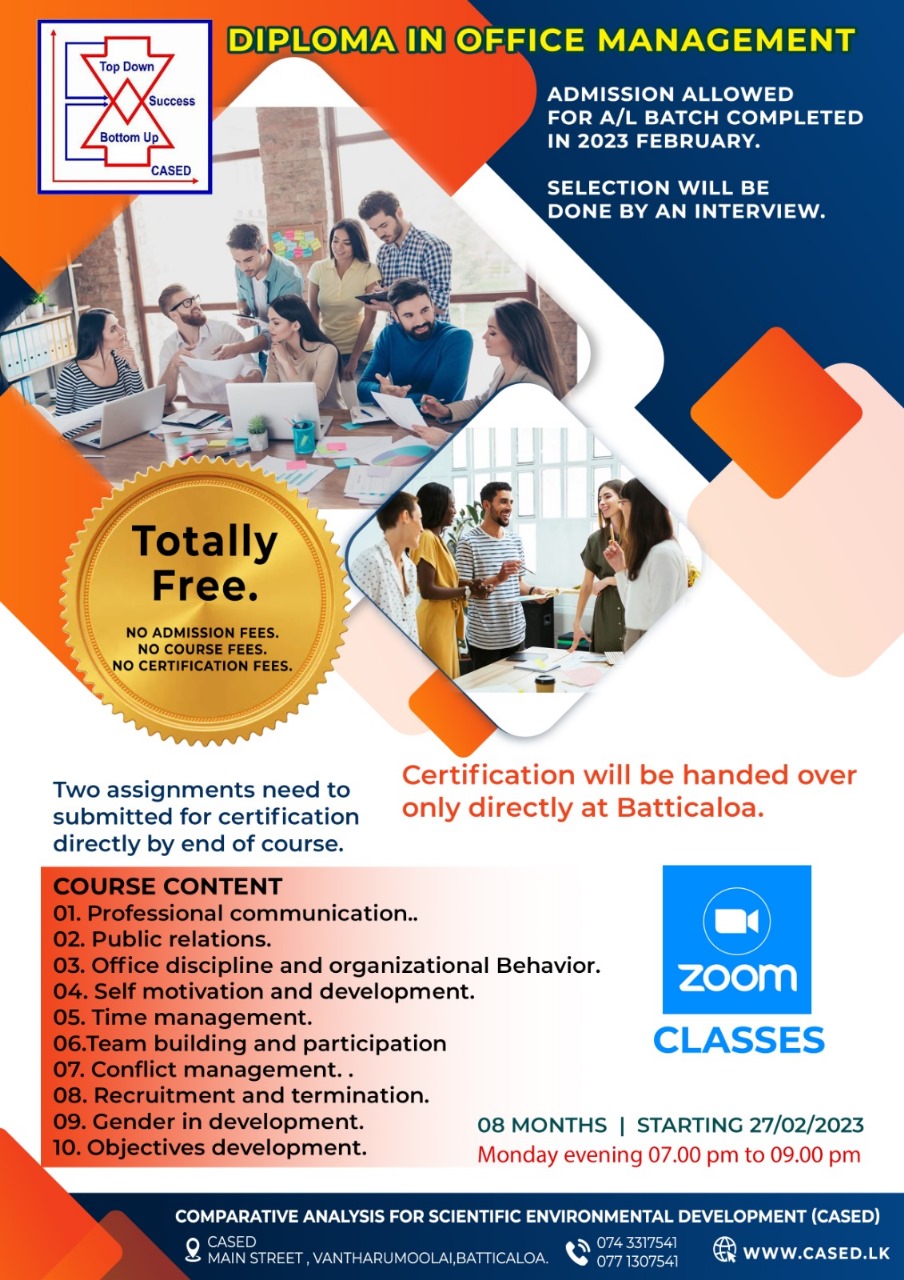 DIPLOMA IN OFFICE MANAGEMENT
Top Down
Success
Bottom Up
CASED
ADMISSION ALLOWED
FOR A/L BATCH COMPLETED
IN 2023 FEBRUARY.
SELECTION WILL BE
DONE BY AN INTERVIEW.
Totally
Free.
NO ADMISSION FEES.
NO COURSE FEES.
NO CERTIFICATION FEES.
Two assignments need to
submitted for certification
directly by end of course.
Certification will be handed over
only directly at Batticaloa.
COURSE CONTENT
01. Professional communication..
02. Public relations.
03. Office discipline and organizational Behavior.
04. Self motivation and development.
05. Time management.
06.Team building and participation
07. Conflict management. .
08. Recruitment and termination.
09. Gender in development.
10. Objectives development.
zoom
CLASSES
08 MONTHS | STARTING 27/02/2023
Monday evening 07.00 pm to 09.00 pm
COMPARATIVE ANALYSIS FOR SCIENTIFIC ENVIRONMENTAL DEVELOPMENT (CASED)
CASED
MAIN STREET , VANTHARUMOOLAI,BATTICALOA.
074 3317541
077 1307541
WWW.CASED.LK